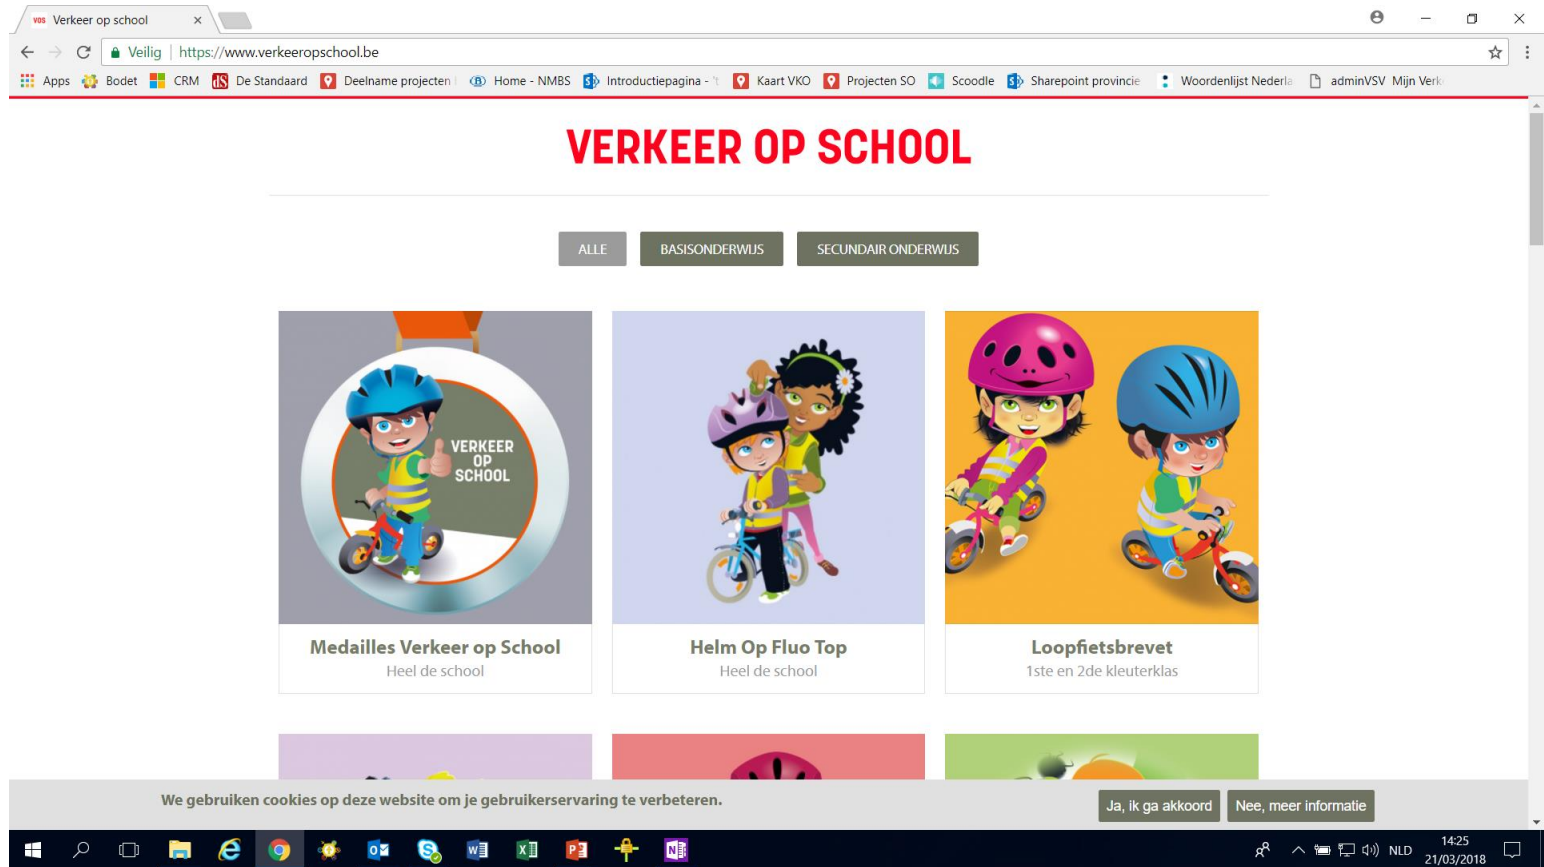 VOS Verkeer op school
Veilig | https://www.verkeeropschool.be
Apps Bodet CRM dS De Standaard Deelname projecten B Home - NMBS Introductiepagina - 't Kaart VKO Projecten SO Scoodle Sharepoint provincie Woordenlijst Nederla adminVSV Mijn Verk
VERKEER OP SCHOOL
ALLE BASISONDERWIJS SECUNDAIR ONDERWIJS
VERKEER
OP
SCHOOL
Medailles Verkeer op School
Heel de school
Helm Op Fluo Top
Heel de school
Loopfietsbrevet
1ste en 2de kleuterklas
We gebruiken cookies op deze website om je gebruikerservaring te verbeteren.
Ja, ik ga akkoord Nee, meer informatie
NLD 14:25
21/03/2018